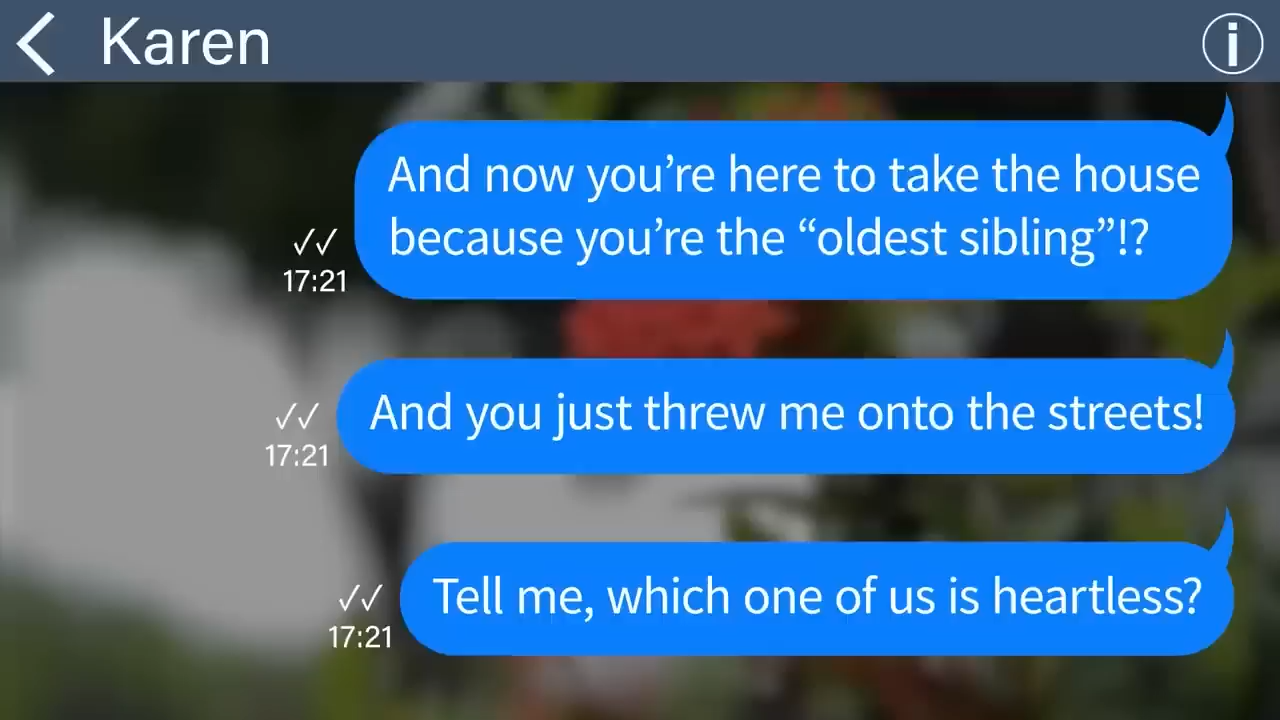 Karen
And now you’re here to take the house
because you’re the “oldest sibling”!?
17:21
And you just threw me onto the streets!
17:21
Tell me, which one of us is heartless?
17:21